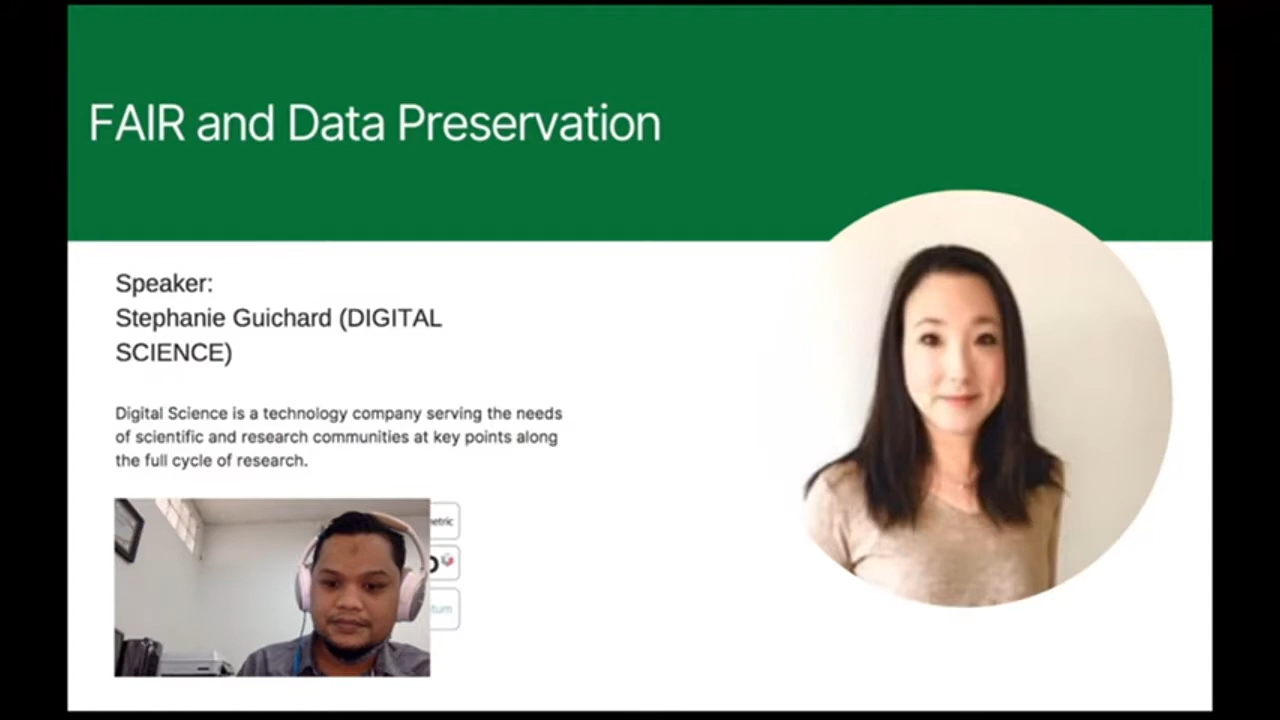 FAIR and Data Preservation
Speaker:
Stephanie Guichard (DIGITAL
SCIENCE)
Digital Science is a technology company serving the needs
of scientific and research communities at key points along
the full cycle of research.